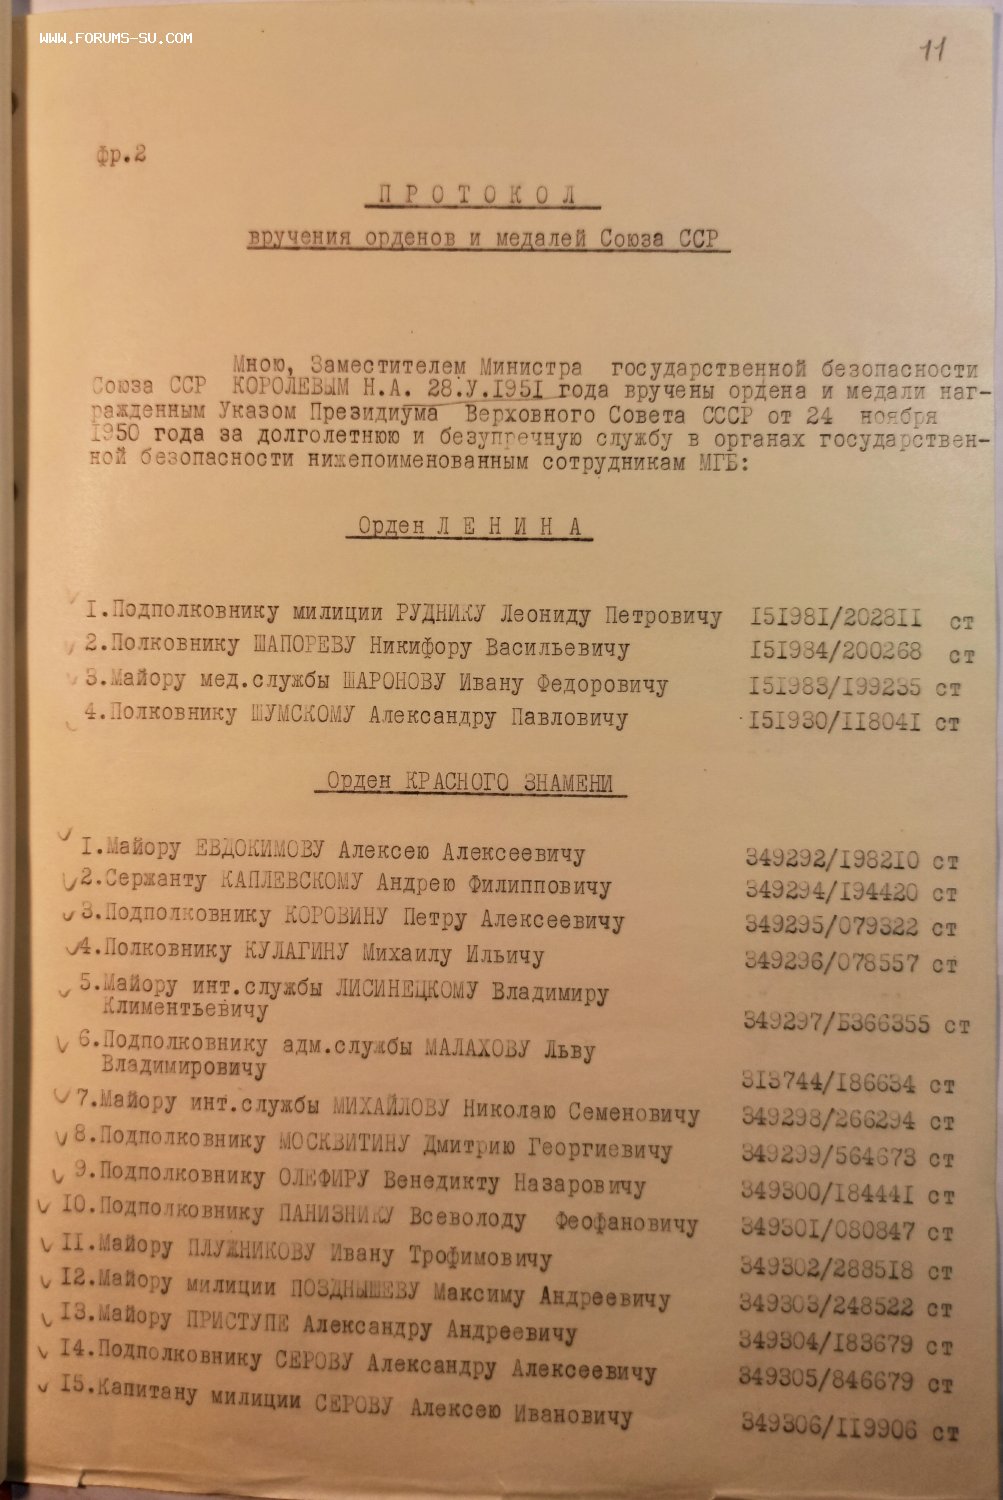 WWW.FORUMS-SU.COM
11
фр.2
П Р О Т О К О Л
вручения орденов и медалей Союза ССР
Мною, Заместителем Министра государственной безопасности
Союза ССР КОРОЛЕВЫМ Н.А. 28.У.1951 года вручены ордена и медали наг-
ражденным Указом Президиума Верховного Совета СССР от 24 ноября
1950 года за долголетнюю и безупречную службу в органах государствен-
ной безопасности нижепоименованным сотрудникам МГБ:
Орден Л Е Н И Н А
1.Подполковнику милиции РУДНИКУ Леониду Петровичу 151981/202811 ст
2.Полковнику ШАПОРЕВУ Никифору Васильевичу 151984/200268 ст
3.Майору мед.службы ШАРОНОВУ Ивану Федоровичу 151983/199235 ст
4.Полковнику ШУМСКОМУ Александру Павловичу 151930/118041 ст
Орден КРАСНОГО ЗНАМЕНИ
1.Майору ЕВДОКИМОВУ Алексею Алексеевичу 349292/198210 ст
2.Сержанту КАПЛЕВСКОМУ Андрею Филипповичу 349294/194420 ст
3.Подполковнику КОРОВИНУ Петру Алексеевичу 349295/079322 ст
4.Полковнику КУЛАГИНУ Михаилу Ильичу 349296/078557 ст
5.Майору инт.службы ЛИСИНЕЦКОМУ Владимиру
Климентьевичу 349297/Б366355 ст
6.Подполковнику адм.службы МАЛАХОВУ Льву
Владимировичу 313744/186634 ст
7.Майору инт.службы МИХАЙЛОВУ Николаю Семеновичу 349298/266294 ст
8.Подполковнику МОСКВИТИНУ Дмитрию Георгиевичу 349299/564673 ст
9.Подполковнику ОЛЕФИРУ Венедикту Назаровичу 349300/184441 ст
10.Подполковнику ПАНИЗНИКУ Всеволоду Феофановичу 349301/080847 ст
11.Майору ПЛУЖНИКОВУ Ивану Трофимовичу 349302/288518 ст
12.Майору милиции ПОЗДНЫШЕВУ Максиму Андреевичу 349303/248522 ст
13.Майору ПРИСТУПЕ Александру Андреевичу 349304/183679 ст
14.Подполковнику СЕРОВУ Александру Алексеевичу 349305/846679 ст
15.Капитану милиции СЕРОВУ Алексею Ивановичу 349306/119906 ст